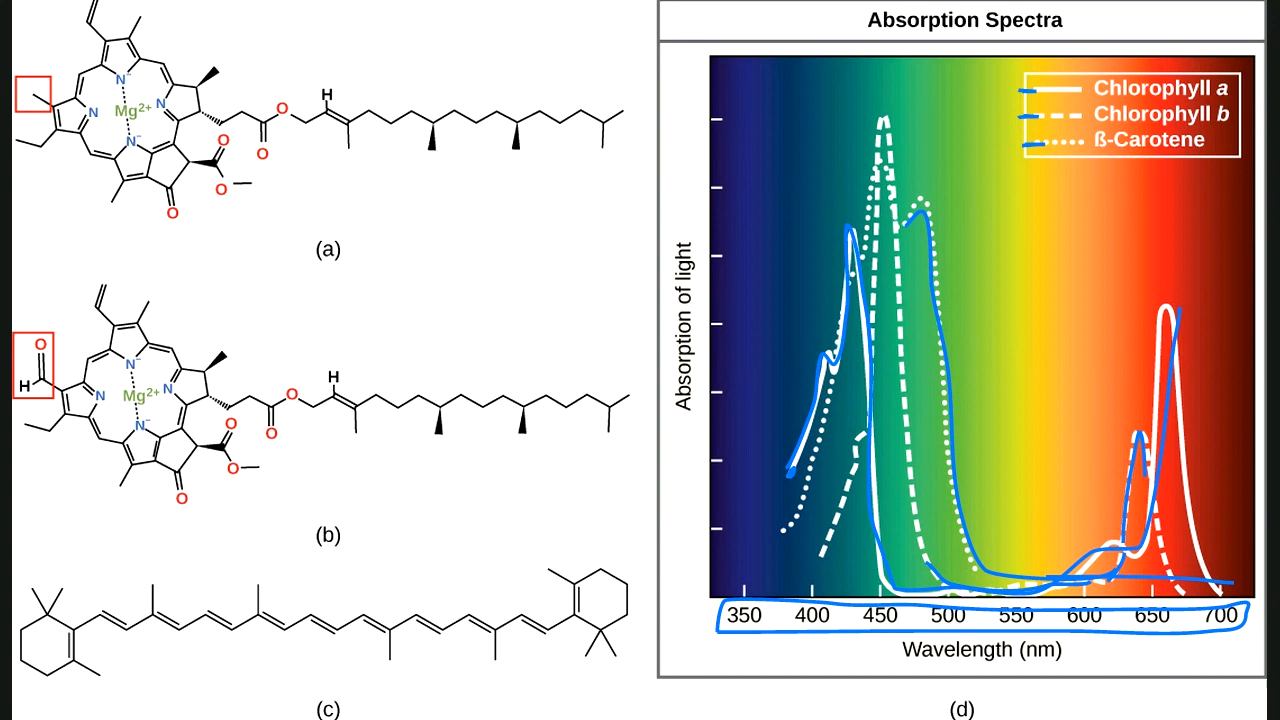 N⁻
Mg²⁺
N
N
N⁻
O
O
H
O
O
O
(a)
O
H
N⁻
Mg²⁺
N
N
N⁻
O
O
H
O
O
O
(b)
(c)
Absorption Spectra
Chlorophyll a
Chlorophyll b
ß-Carotene
Absorption of light
350 400 450 500 550 600 650 700
Wavelength (nm)
(d)